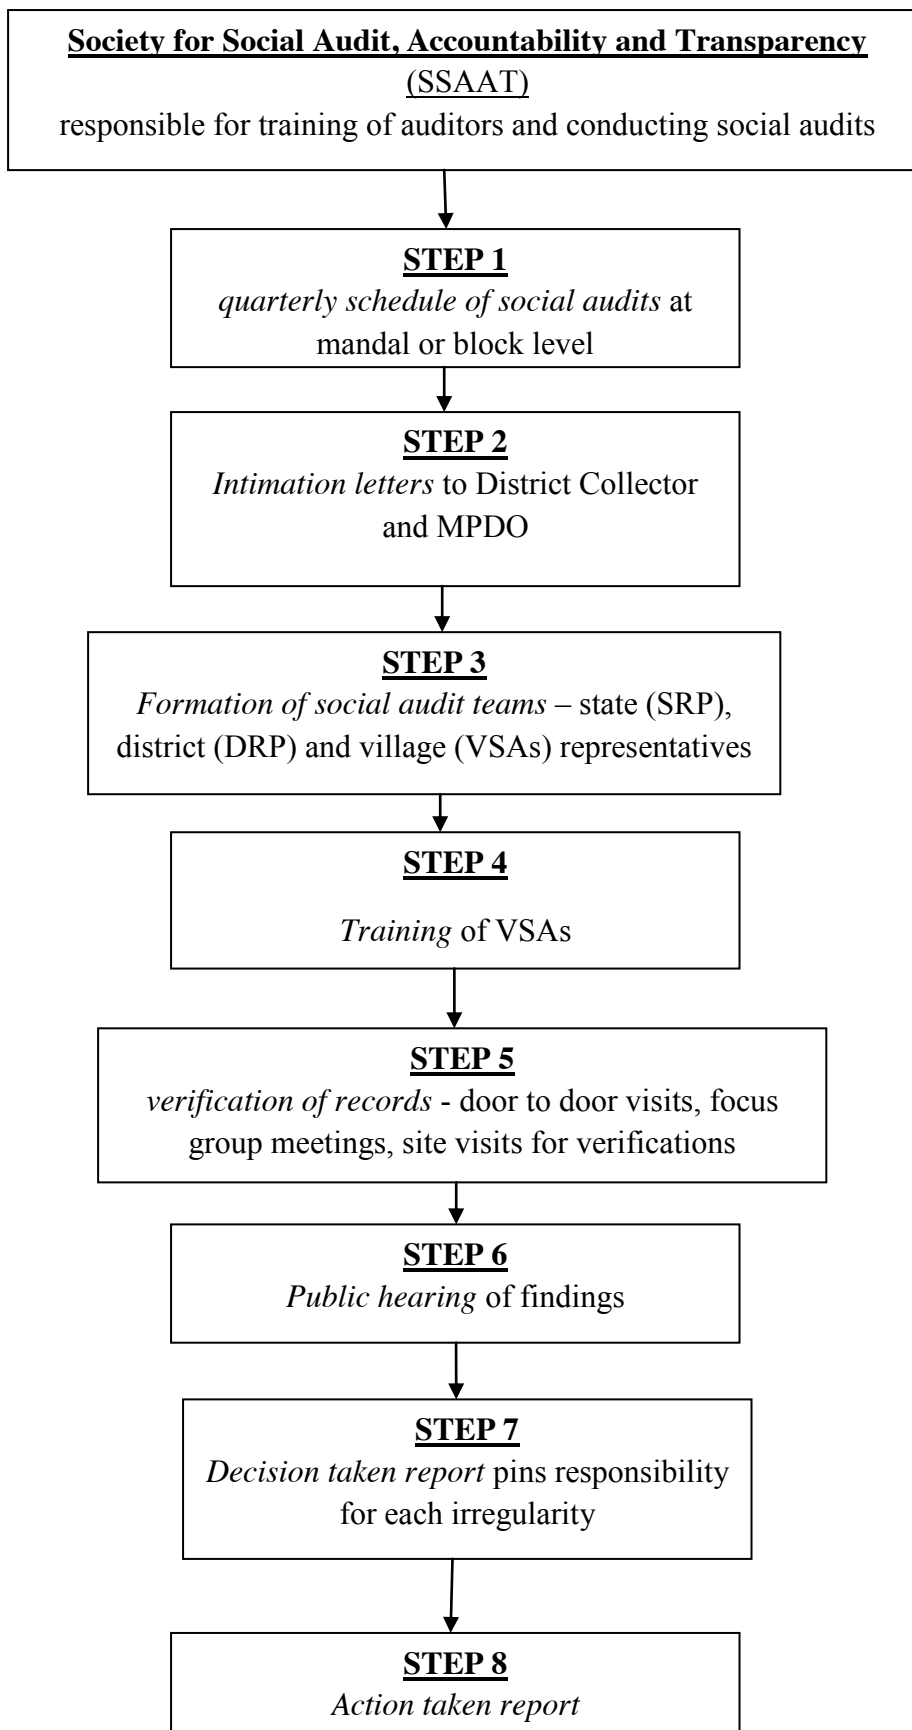 Society for Social Audit, Accountability and Transparency
(SSAAT)
responsible for training of auditors and conducting social audits
STEP 1
quarterly schedule of social audits at
mandal or block level
STEP 2
Intimation letters to District Collector
and MPDO
STEP 3
Formation of social audit teams – state (SRP),
district (DRP) and village (VSAs) representatives
STEP 4
Training of VSAs
STEP 5
verification of records - door to door visits, focus
group meetings, site visits for verifications
STEP 6
Public hearing of findings
STEP 7
Decision taken report pins responsibility
for each irregularity
STEP 8
Action taken report